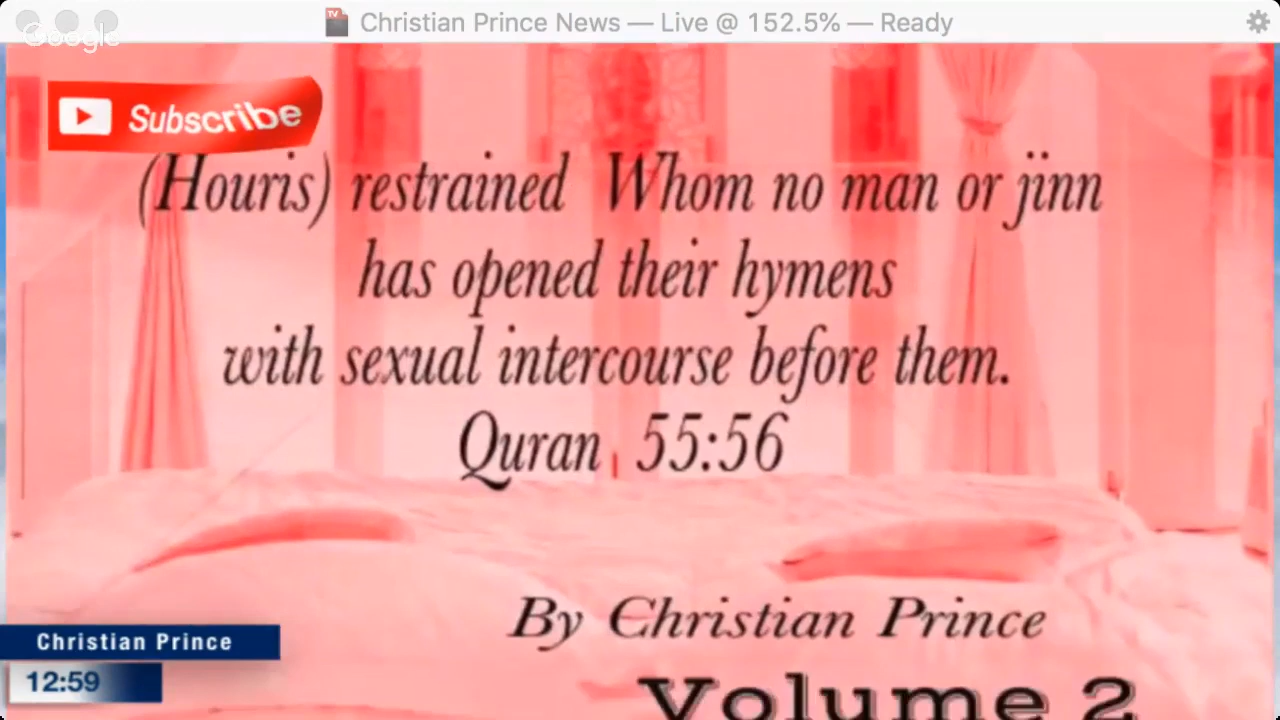 Christian Prince News — Live @ 152.5% — Ready
Google
Subscribe
(Houris) restrained Whom no man or jinn
has opened their hymens
with sexual intercourse before them.
Quran 55:56
By Christian Prince
Volume 2
Christian Prince
12:59